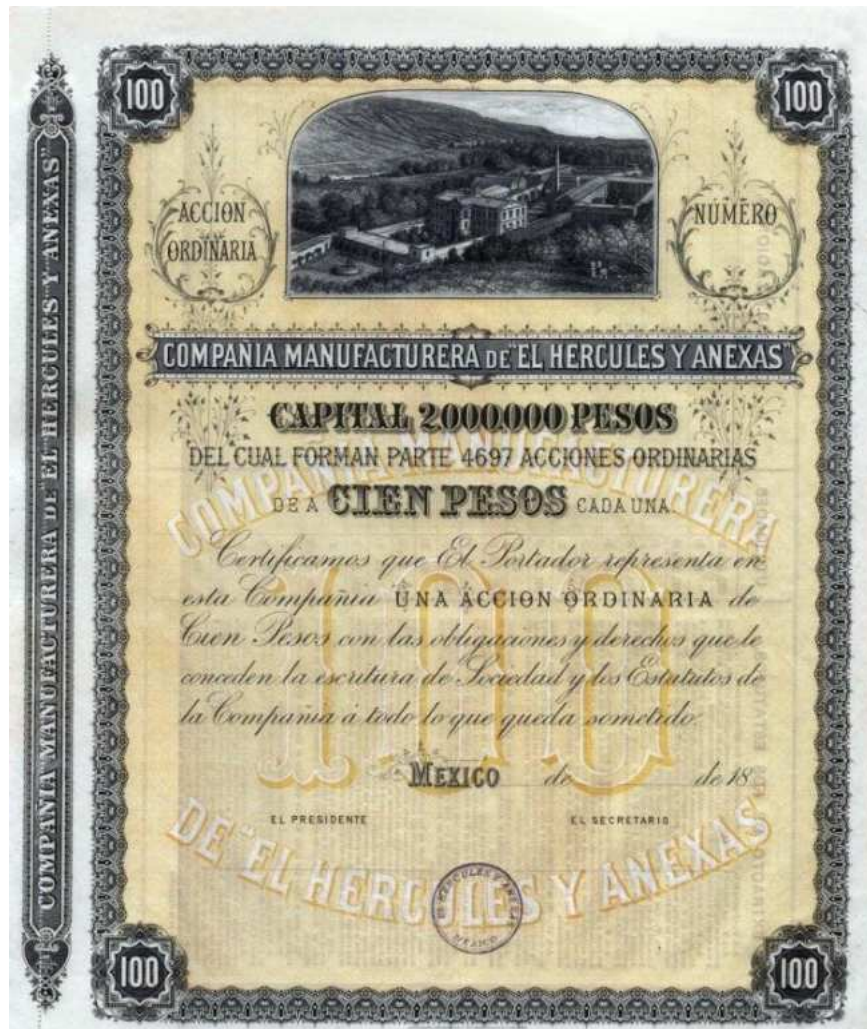 COMPAÑIA MANUFACTURERA DE "EL HERCULES Y ANEXAS"
100
100
ACCION
ORDINARIA
NÚMERO
COMPAÑIA MANUFACTURERA DE "EL HERCULES Y ANEXAS"
CAPITAL 2.000.000 PESOS
DEL CUAL FORMAN PARTE 4697 ACCIONES ORDINARIAS
DE A CIEN PESOS CADA UNA
Certificamos que El Portador representa en
esta Compañia UNA ACCION ORDINARIA de
Cien Pesos con las obligaciones y derechos que le
conceden la escritura de Sociedad y los Estatutos de
la Compañia á todo lo que queda sometido.
MEXICO de de 18
EL PRESIDENTE
EL SECRETARIO
COMPAÑIA MANUFACTURERA
100
DE "EL HERCULES Y ANEXAS"
HERCULES Y ANEXAS
MEXICO
100
100